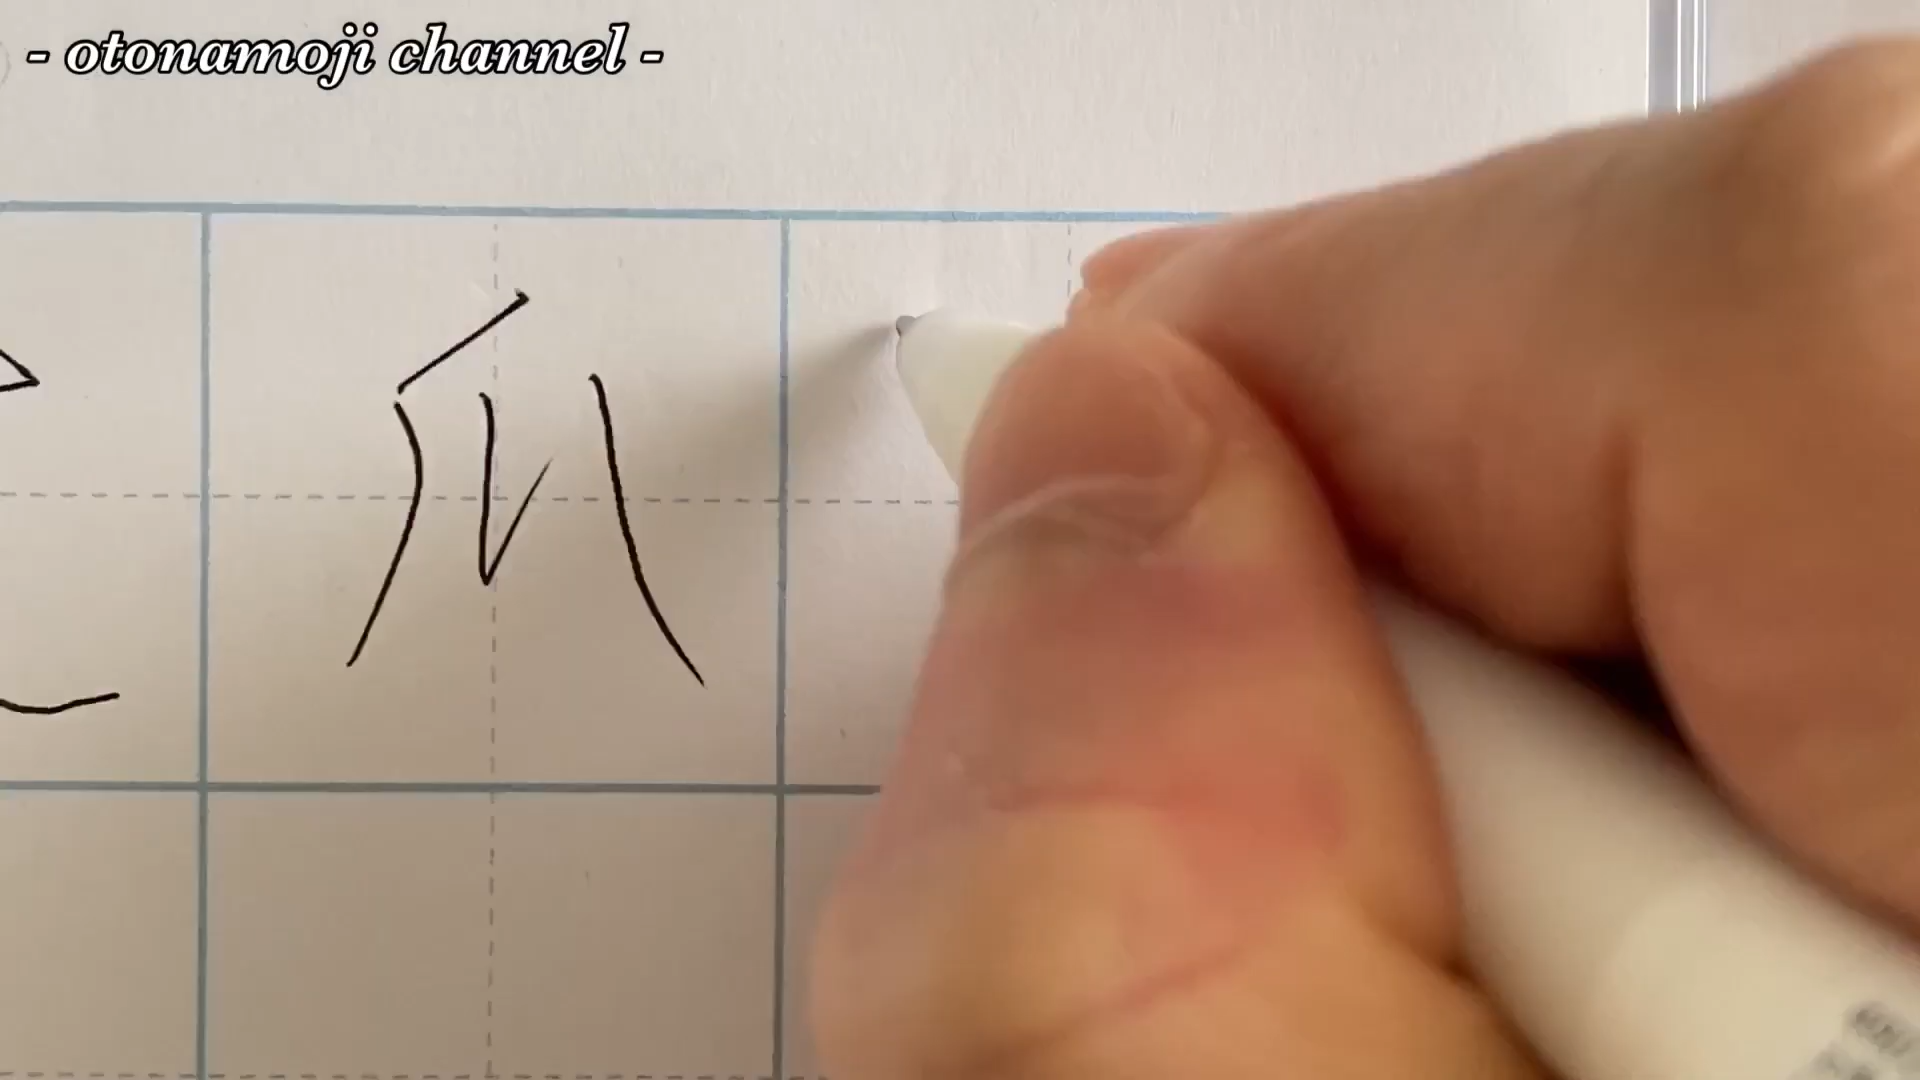 - otonamoji channel -
爪